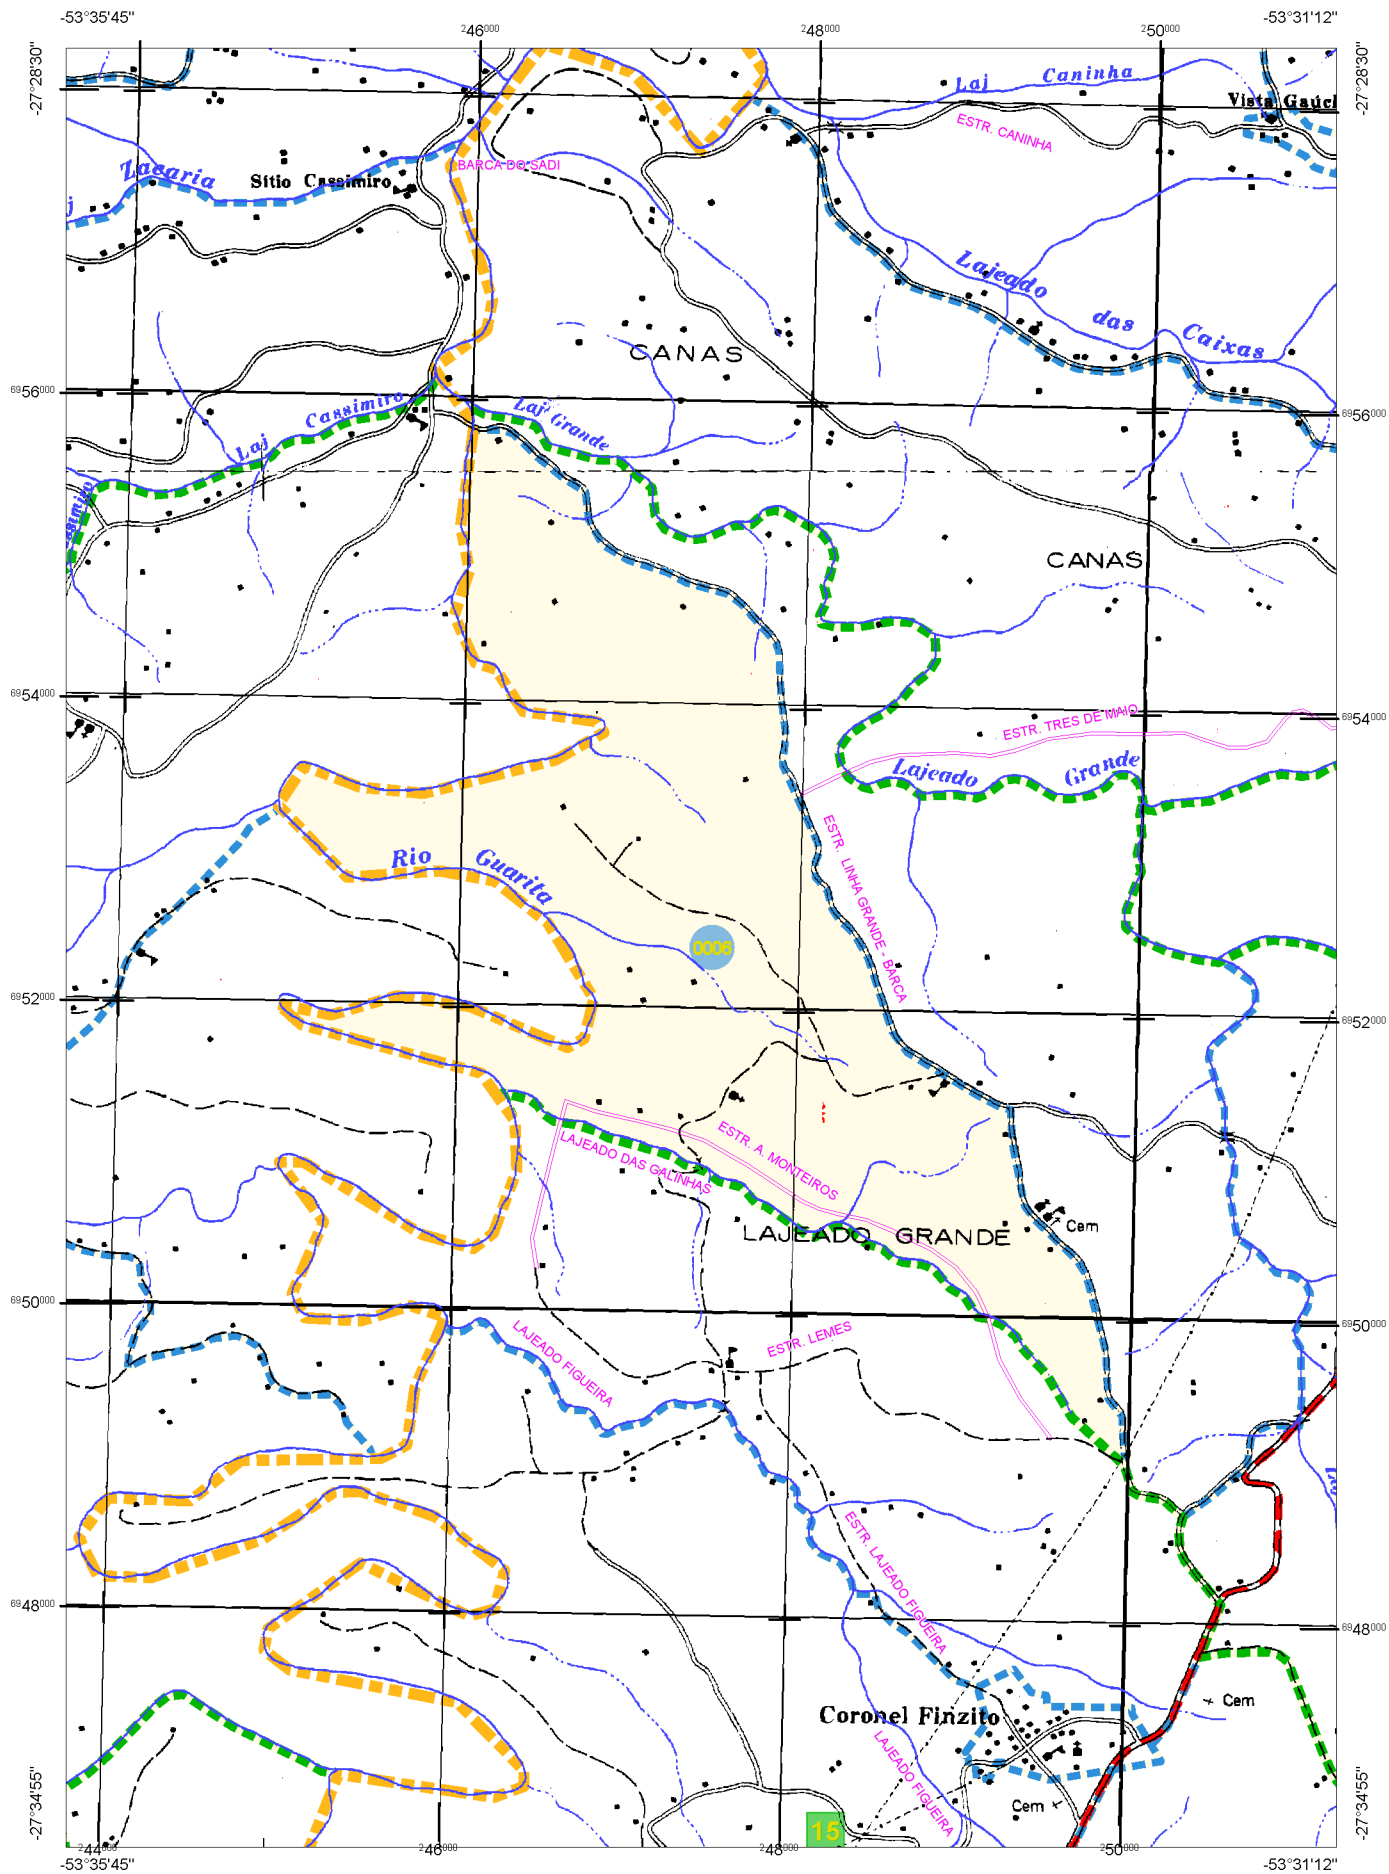 -53°35'45"
-53°31'12"
²46⁰⁰⁰
²48⁰⁰⁰
²50⁰⁰⁰
-27°28'30"
-27°28'30"
Laj Caninha
Vista Gaúcl
ESTR. CANINHA
BARCA DO SADI
Zacaria
Sítio Cassimiro
j
Lajeado das Caixas
CANAS
⁶⁹56⁰⁰⁰
⁶⁹56⁰⁰⁰
Laj Cassimiro
Laj Grande
CANAS
⁶⁹54⁰⁰⁰
⁶⁹54⁰⁰⁰
ESTR. TRES DE MAIO
Lajeado Grande
ESTR. LINHA GRANDE - BARCA
Rio Guarita
0006
⁶⁹52⁰⁰⁰
⁶⁹52⁰⁰⁰
ESTR. A. MONTEIROS
LAJEADO DAS GALINHAS
LAJEADO GRANDE
Cem
⁶⁹50⁰⁰⁰
⁶⁹50⁰⁰⁰
LAJEADO FIGUEIRA
ESTR. LEMES
ESTR. LAJEADO FIGUEIRA
⁶⁹48⁰⁰⁰
⁶⁹48⁰⁰⁰
Cem
Coronel Finzito
LAJEADO FIGUEIRA
Cem
15
-27°34'55"
-27°34'55"
²44⁰⁰⁰
²46⁰⁰⁰
²48⁰⁰⁰
²50⁰⁰⁰
-53°35'45"
-53°31'12"